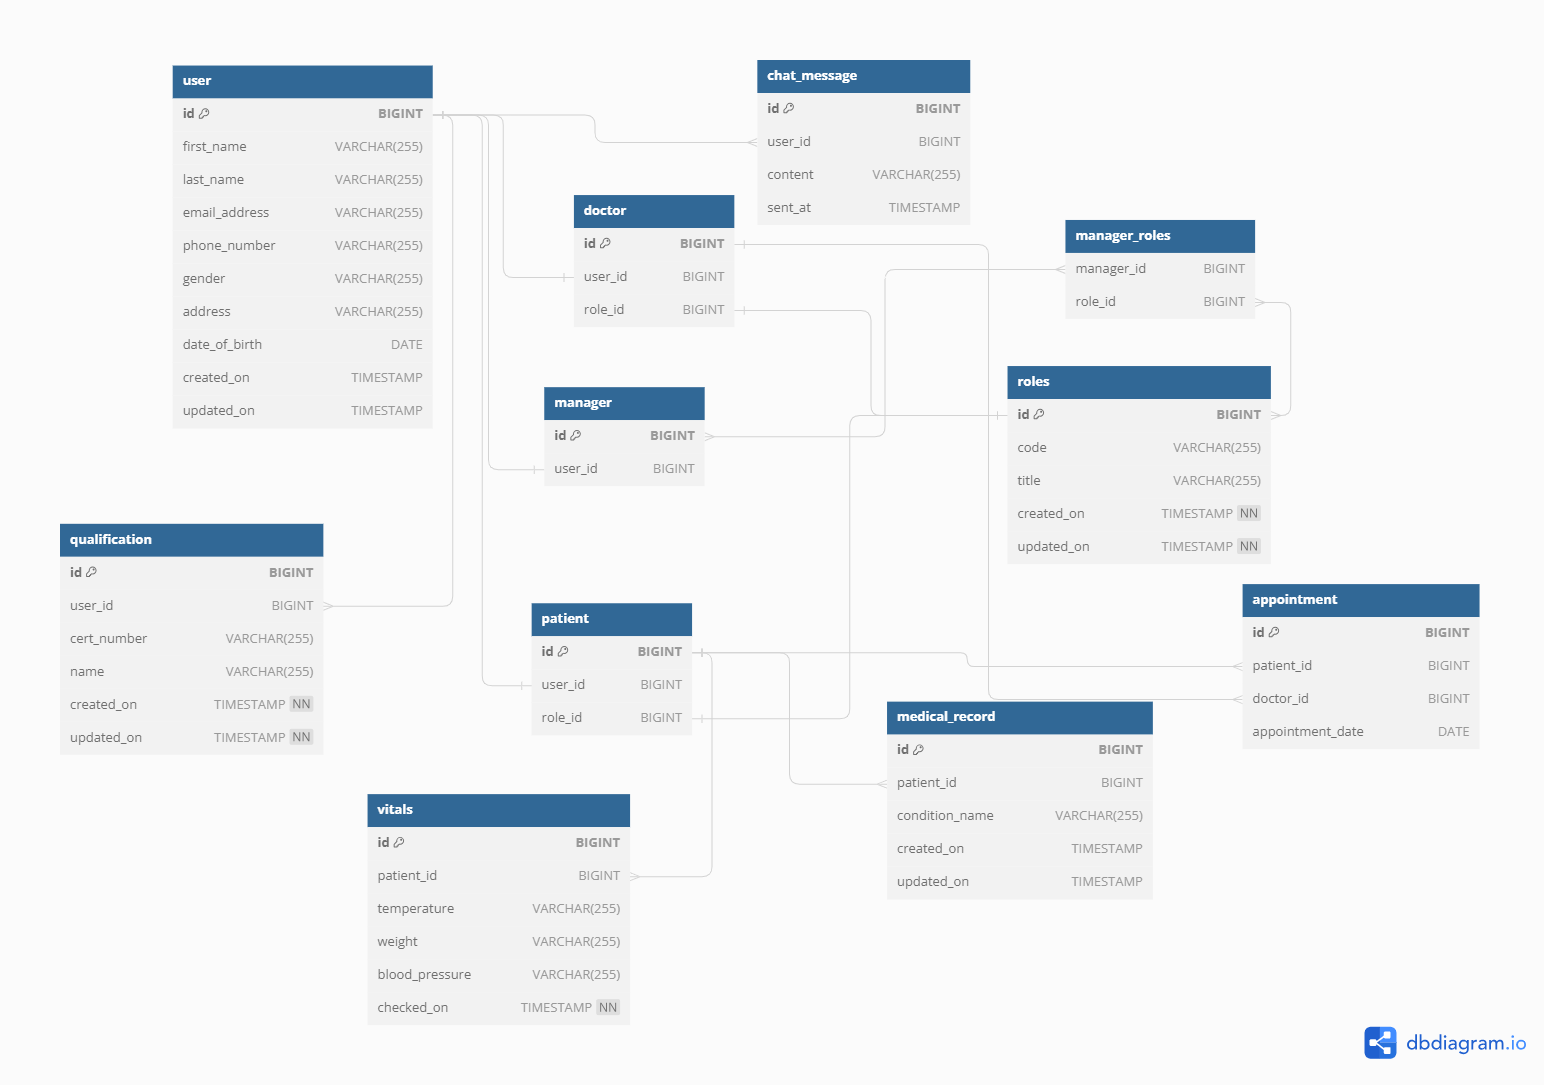 user
id BIGINT
first_name VARCHAR(255)
last_name VARCHAR(255)
email_address VARCHAR(255)
phone_number VARCHAR(255)
gender VARCHAR(255)
address VARCHAR(255)
date_of_birth DATE
created_on TIMESTAMP
updated_on TIMESTAMP
chat_message
id BIGINT
user_id BIGINT
content VARCHAR(255)
sent_at TIMESTAMP
doctor
id BIGINT
user_id BIGINT
role_id BIGINT
manager_roles
manager_id BIGINT
role_id BIGINT
manager
id BIGINT
user_id BIGINT
roles
id BIGINT
code VARCHAR(255)
title VARCHAR(255)
created_on TIMESTAMP NN
updated_on TIMESTAMP NN
qualification
id BIGINT
user_id BIGINT
cert_number VARCHAR(255)
name VARCHAR(255)
created_on TIMESTAMP NN
updated_on TIMESTAMP NN
patient
id BIGINT
user_id BIGINT
role_id BIGINT
appointment
id BIGINT
patient_id BIGINT
doctor_id BIGINT
appointment_date DATE
medical_record
id BIGINT
patient_id BIGINT
condition_name VARCHAR(255)
created_on TIMESTAMP
updated_on TIMESTAMP
vitals
id BIGINT
patient_id BIGINT
temperature VARCHAR(255)
weight VARCHAR(255)
blood_pressure VARCHAR(255)
checked_on TIMESTAMP NN
dbdiagram.io